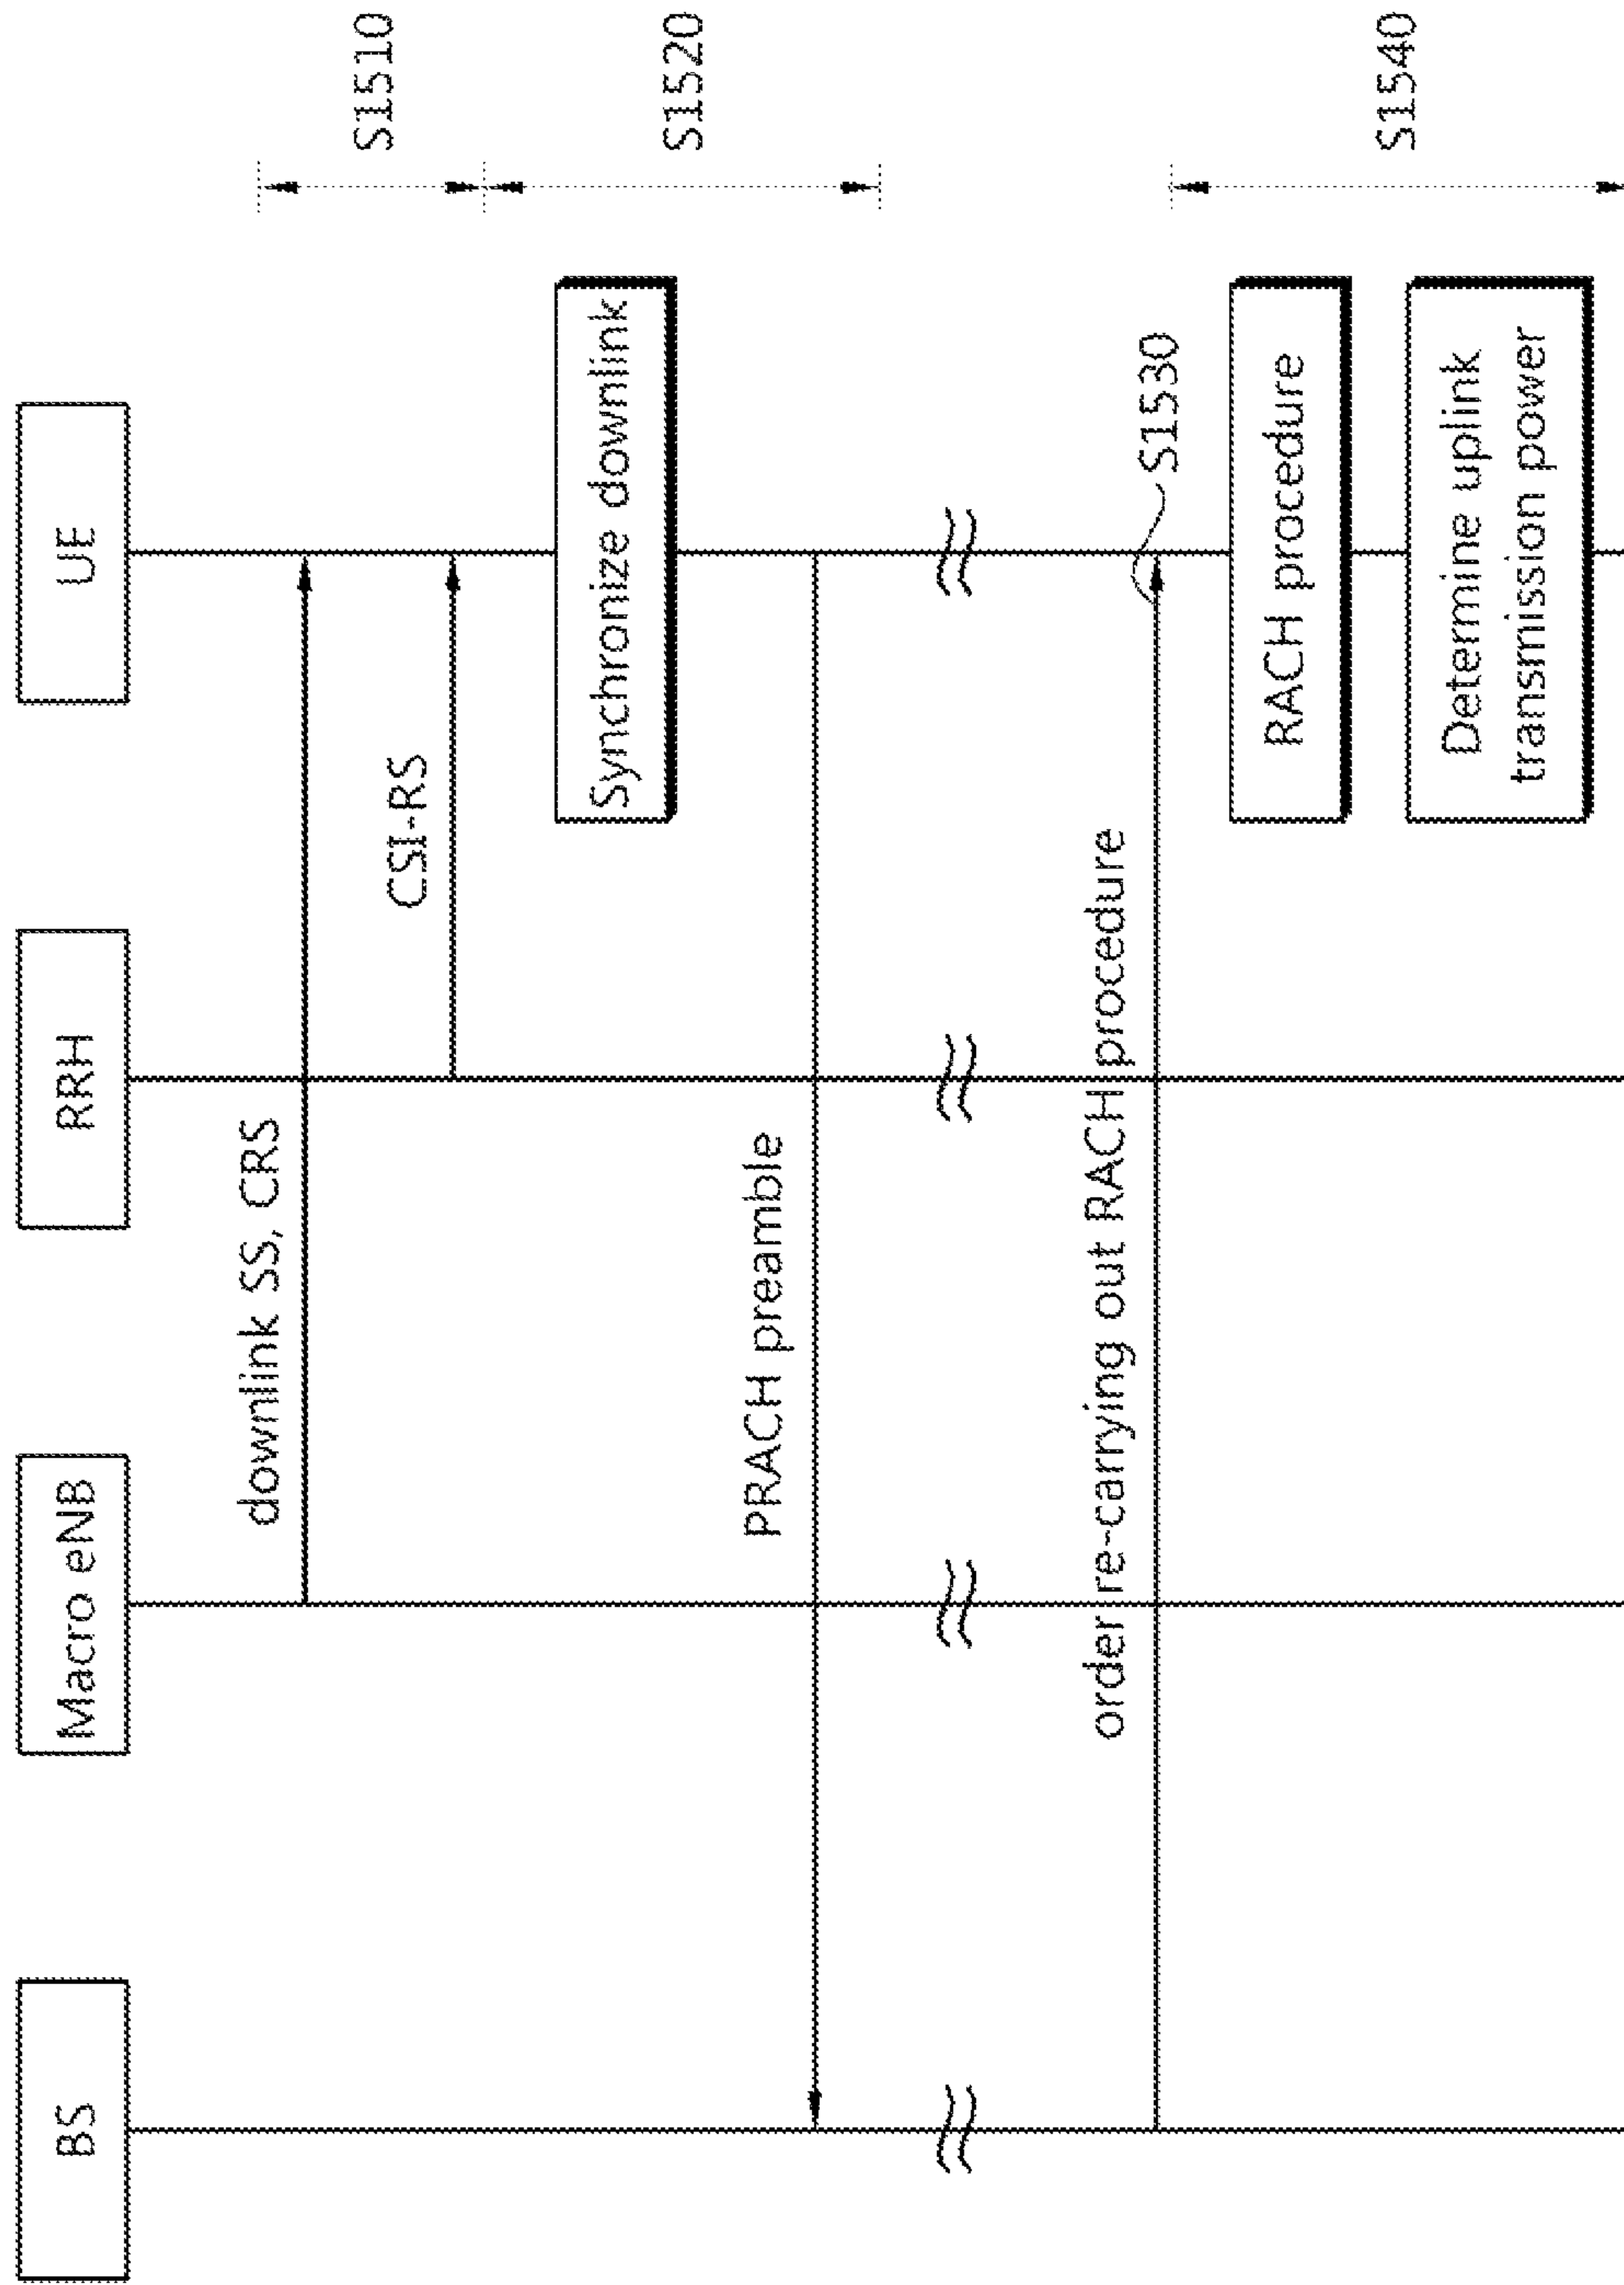 BS
Macro eNB
RRH
UE
downlink SS, CRS
S1510
CSI-RS
Synchronize downlink
S1520
PRACH preamble
order re-carrying out RACH procedure
S1530
RACH procedure
S1540
Determine uplink
transmission power